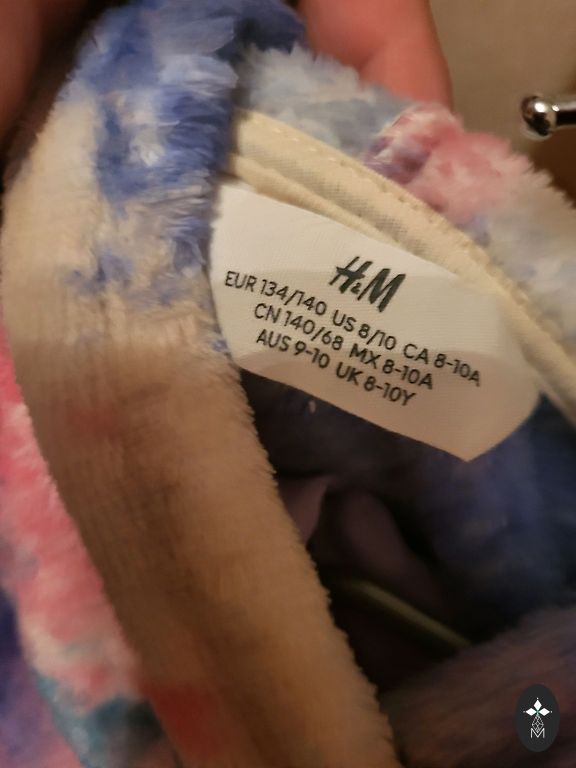 H&M
EUR 134/140 US 8/10 CA 8-10A
CN 140/68 MX 8-10A
AUS 9-10 UK 8-10Y
M